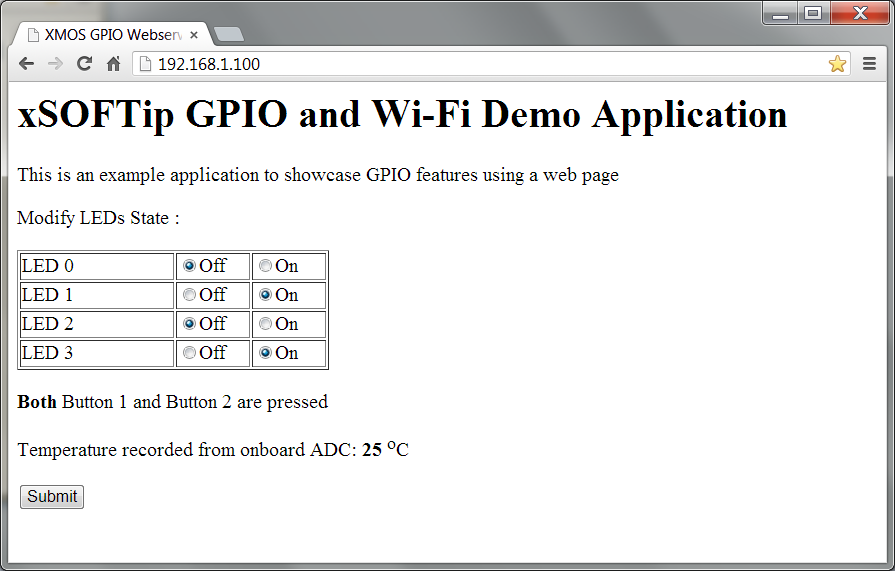 XMOS GPIO Webserv
192.168.1.100
xSOFTip GPIO and Wi-Fi Demo Application
This is an example application to showcase GPIO features using a web page
Modify LEDs State :
LED 0 Off On
LED 1 Off On
LED 2 Off On
LED 3 Off On
Both Button 1 and Button 2 are pressed
Temperature recorded from onboard ADC: 25 °C
Submit